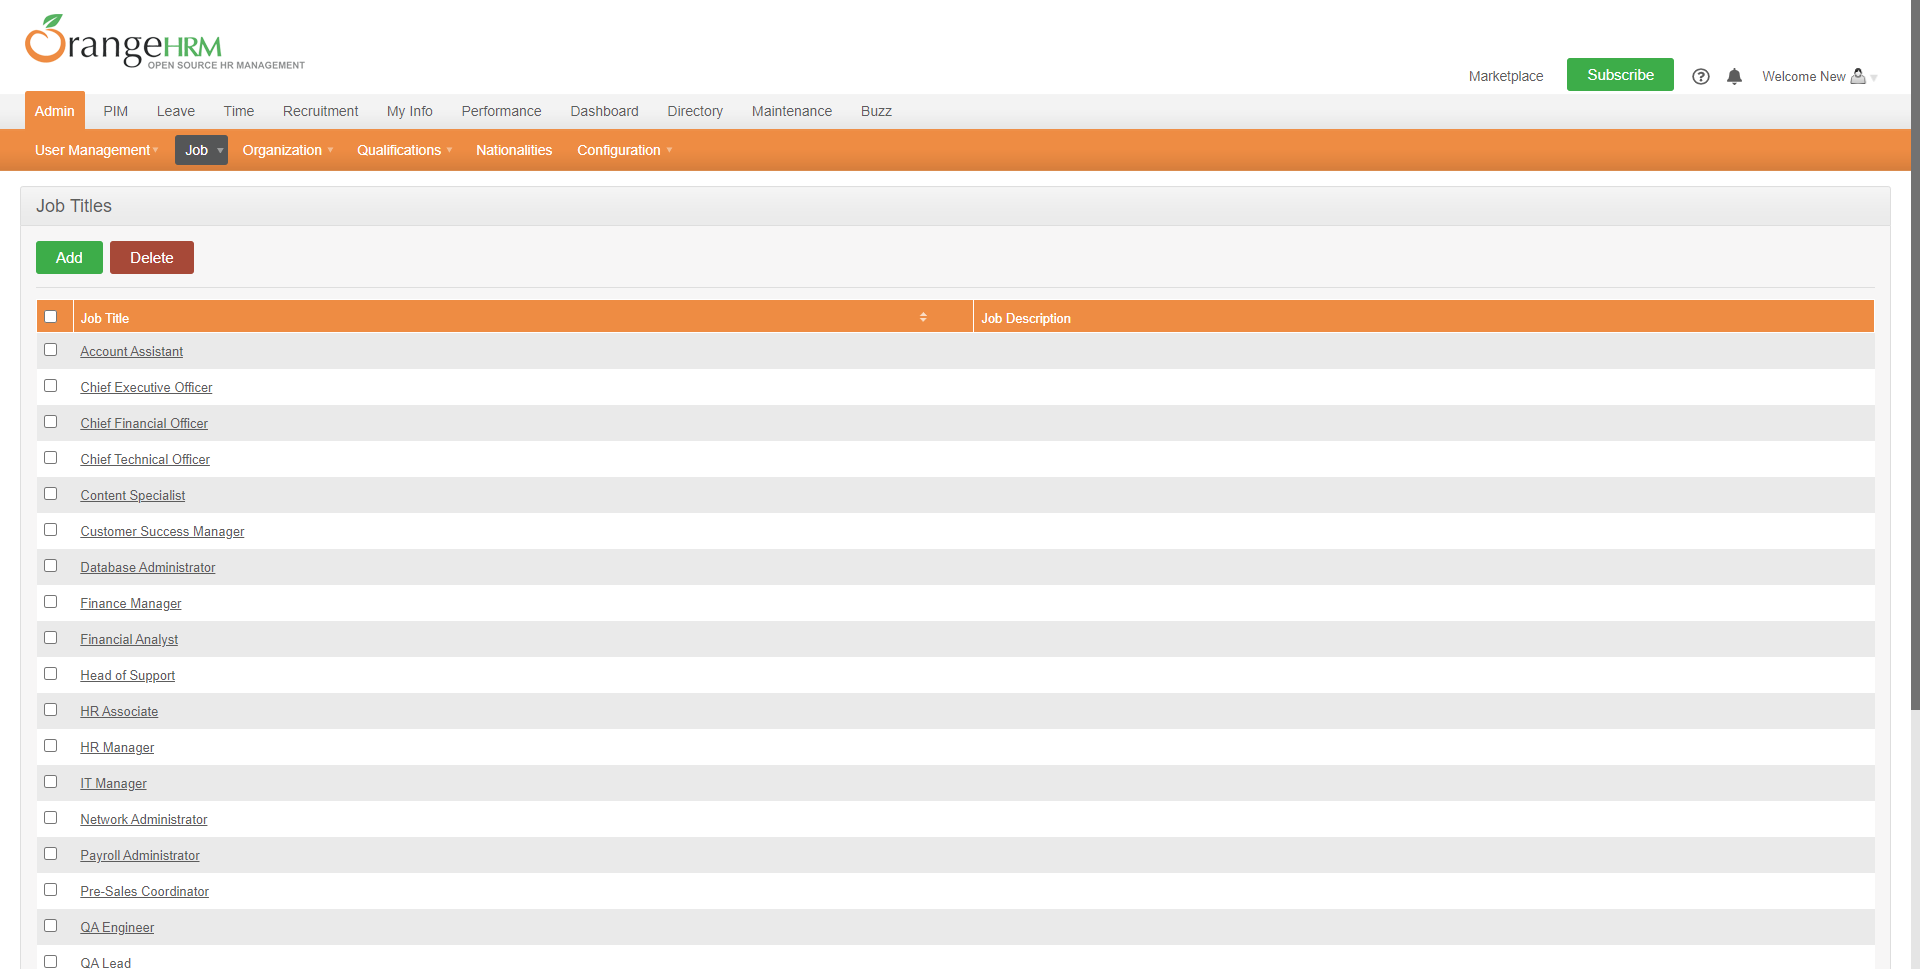 OrangeHRM
OPEN SOURCE HR MANAGEMENT
Marketplace Subscribe Welcome New
Admin PIM Leave Time Recruitment My Info Performance Dashboard Directory Maintenance Buzz
User Management Job Organization Qualifications Nationalities Configuration
Job Titles
Add Delete
Job Title Job Description
Account Assistant
Chief Executive Officer
Chief Financial Officer
Chief Technical Officer
Content Specialist
Customer Success Manager
Database Administrator
Finance Manager
Financial Analyst
Head of Support
HR Associate
HR Manager
IT Manager
Network Administrator
Payroll Administrator
Pre-Sales Coordinator
QA Engineer
QA Lead